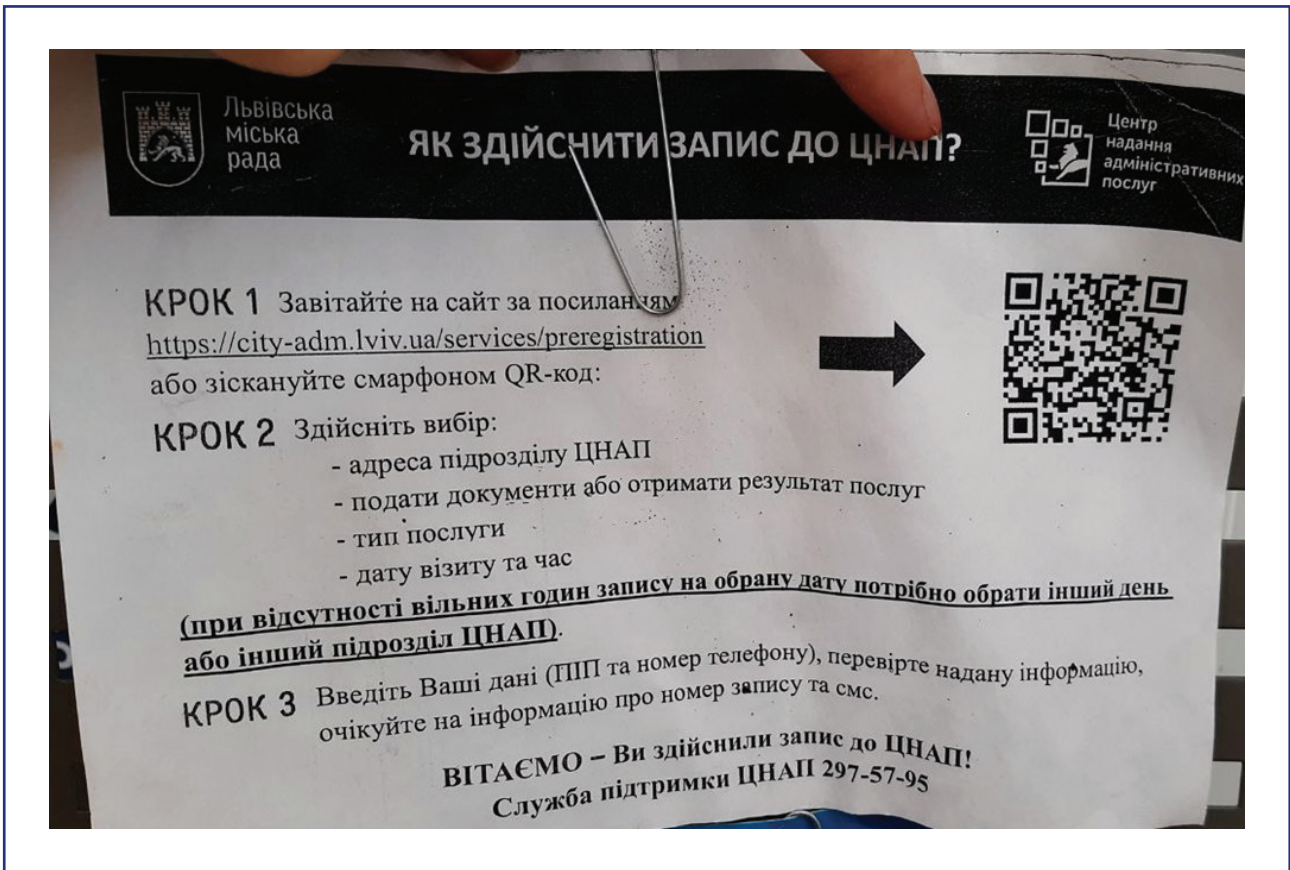 Львівська
міська
рада
ЯК ЗДІЙСНИТИ ЗАПИС ДО ЦНАП?
Центр
надання
адміністративних
послуг
КРОК 1 Завітайте на сайт за посиланням
https://city-adm.lviv.ua/services/preregistration
або зіскануйте смарфоном QR-код:
КРОК 2 Здійсніть вибір:
- адреса підрозділу ЦНАП
- подати документи або отримати результат послуг
- тип послуги
- дату візиту та час
(при відсутності вільних годин запису на обрану дату потрібно обрати інший день
або інший підрозділ ЦНАП).
КРОК 3 Введіть Ваші дані (ПІП та номер телефону), перевірте надану інформацію,
очікуйте на інформацію про номер запису та смс.
ВІТАЄМО – Ви здійснили запис до ЦНАП!
Служба підтримки ЦНАП 297-57-95